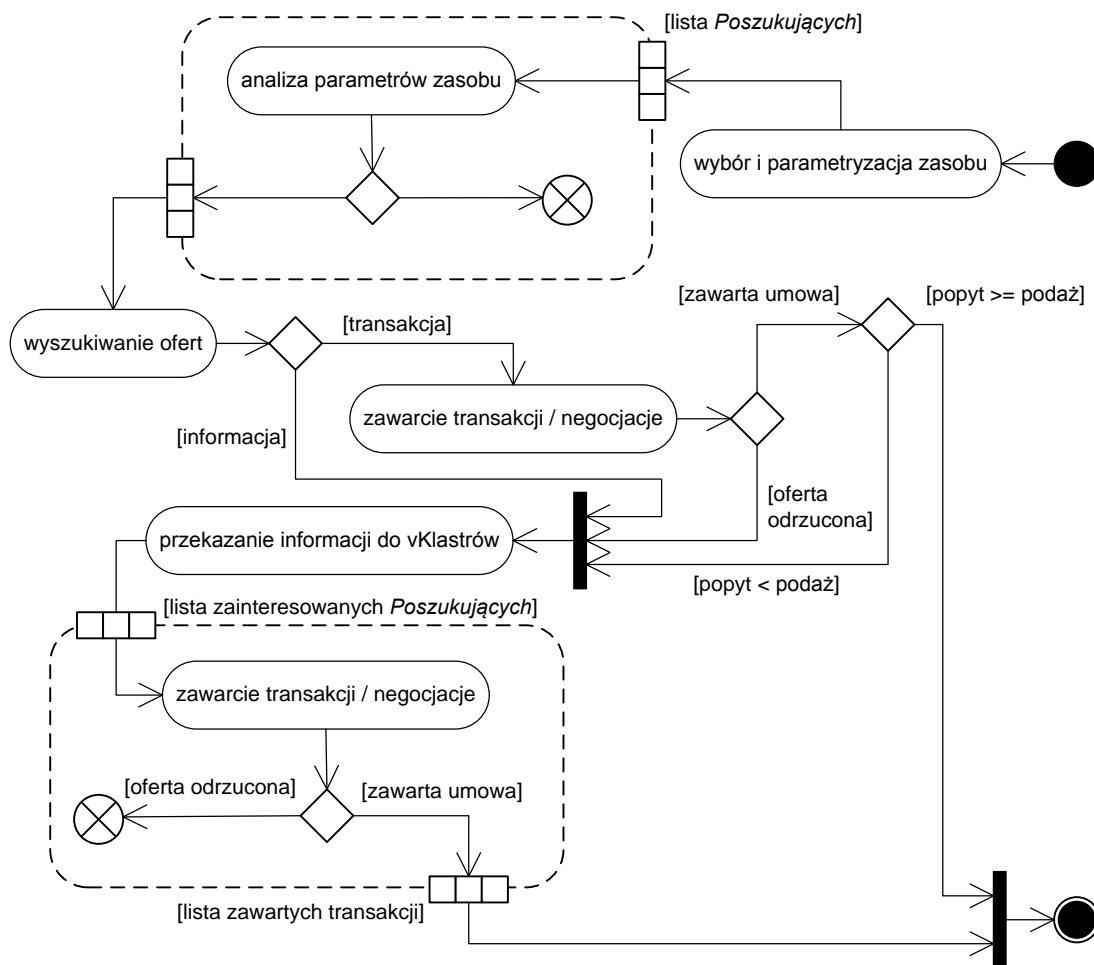 [lista Poszukujących]
analiza parametrów zasobu
wybór i parametryzacja zasobu
[zawarta umowa]
[popyt >= podaż]
[transakcja]
wyszukiwanie ofert
zawarcie transakcji / negocjacje
[informacja]
[oferta
odrzucona]
przekazanie informacji do vKlastrów
[popyt < podaż]
[lista zainteresowanych Poszukujących]
zawarcie transakcji / negocjacje
[oferta odrzucona]
[zawarta umowa]
[lista zawartych transakcji]